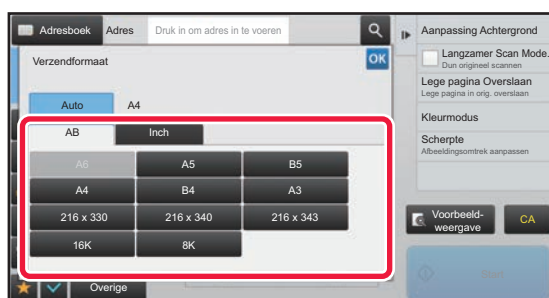 Adresboek Adres Druk in om adres in te voeren
Verzendformaat OK
Auto A4
AB Inch
A6 A5 B5
A4 B4 A3
216 x 330 216 x 340 216 x 343
16K 8K
Overige
Aanpassing Achtergrond
Langzamer Scan Mode.
Dun origineel scannen
Lege pagina Overslaan
Lege pagina in orig. overslaan
Kleurmodus
Scherpte
Afbeeldingsomtrek aanpassen
Voorbeeld-
weergave
CA